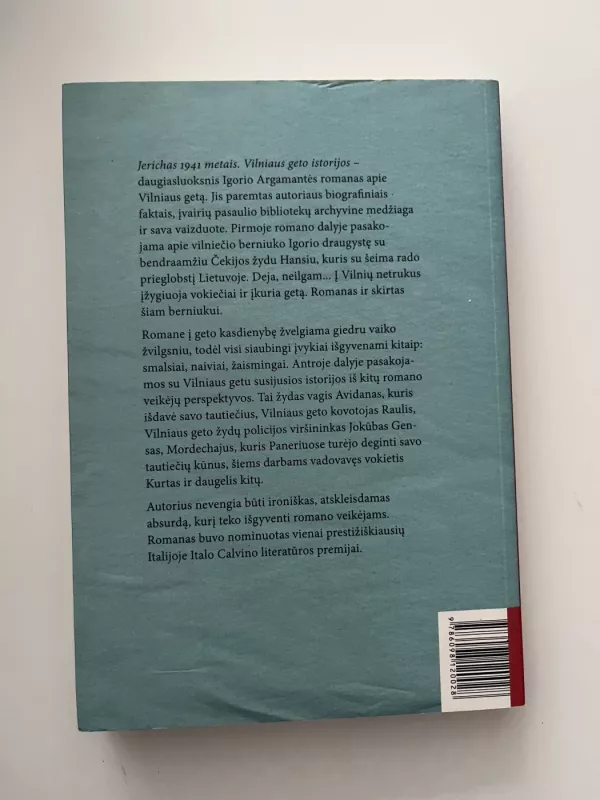 Jerichas 1941 metais. Vilniaus geto istorijos –
daugiasluoksnis Igorio Argamantės romanas apie
Vilniaus getą. Jis paremtas autoriaus biografiniais
faktais, įvairių pasaulio bibliotekų archyvine medžiaga
ir sava vaizduote. Pirmoje romano dalyje pasako-
jama apie vilniečio berniuko Igorio draugystę su
bendraamžiu Čekijos žydu Hansiu, kuris su šeima rado
prieglobstį Lietuvoje. Deja, neilgam... Į Vilnių netrukus
įžygiuoja vokiečiai ir įkuria getą. Romanas ir skirtas
šiam berniukui.
Romane į geto kasdienybę žvelgiama giedru vaiko
žvilgsniu, todėl visi siaubingi įvykiai išgyvenami kitaip:
smalsiai, naiviai, žaismingai. Antroje dalyje pasakoja-
mos su Vilniaus getu susijusios istorijos iš kitų romano
veikėjų perspektyvos. Tai žydas vagis Avidanas, kuris
išdavė savo tautiečius, Vilniaus geto kovotojas Raulis,
Vilniaus geto žydų policijos viršininkas Jokūbas Gen-
sas, Mordechajus, kuris Paneriuose turėjo deginti savo
tautiečių kūnus, šiems darbams vadovavęs vokietis
Kurtas ir daugelis kitų.
Autorius nevengia būti ironiškas, atskleisdamas
absurdą, kurį teko išgyventi romano veikėjams.
Romanas buvo nominuotas vienai prestižiškiausių
Italijoje Italo Calvino literatūros premijai.
9 786098 120028